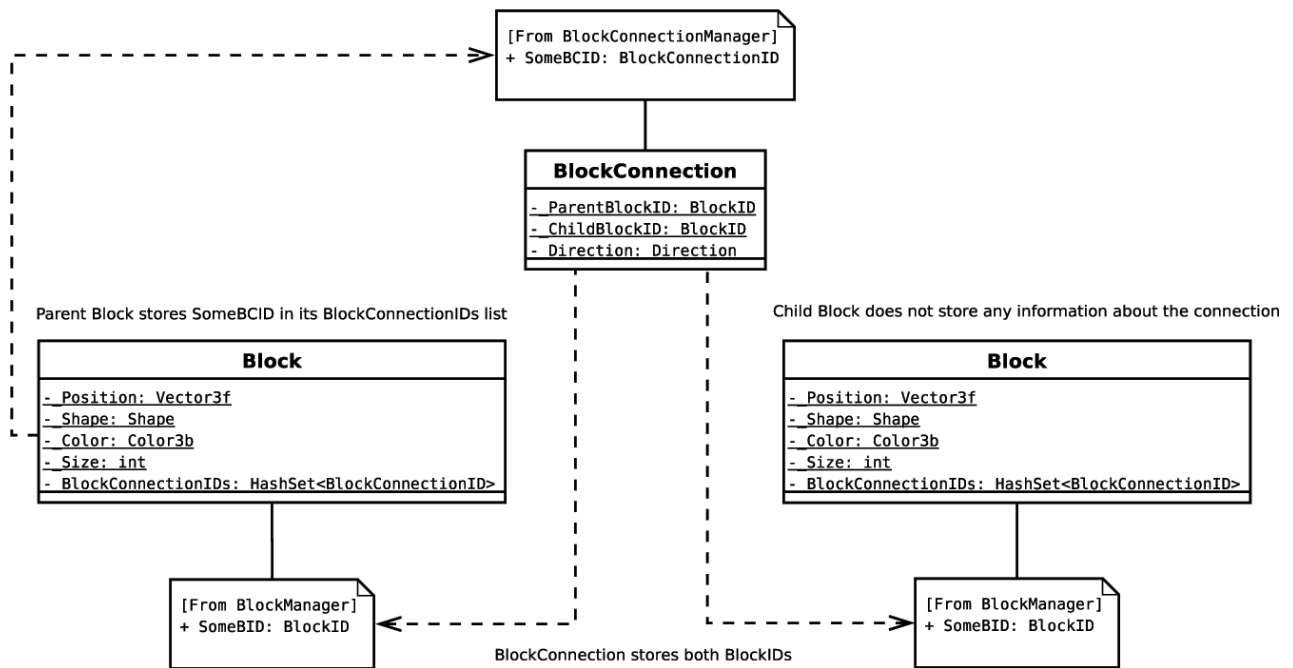 [From BlockConnectionManager]
+ SomeBCID: BlockConnectionID
BlockConnection
- _ParentBlockID: BlockID
- _ChildBlockID: BlockID
- _Direction: Direction
Parent Block stores SomeBCID in its BlockConnectionIDs list
Child Block does not store any information about the connection
Block
- _Position: Vector3f
- _Shape: Shape
- _Color: Color3b
- _Size: int
- _BlockConnectionIDs: HashSet<BlockConnectionID>
Block
- _Position: Vector3f
- _Shape: Shape
- _Color: Color3b
- _Size: int
- _BlockConnectionIDs: HashSet<BlockConnectionID>
[From BlockManager]
+ SomeBID: BlockID
[From BlockManager]
+ SomeBID: BlockID
BlockConnection stores both BlockIDs